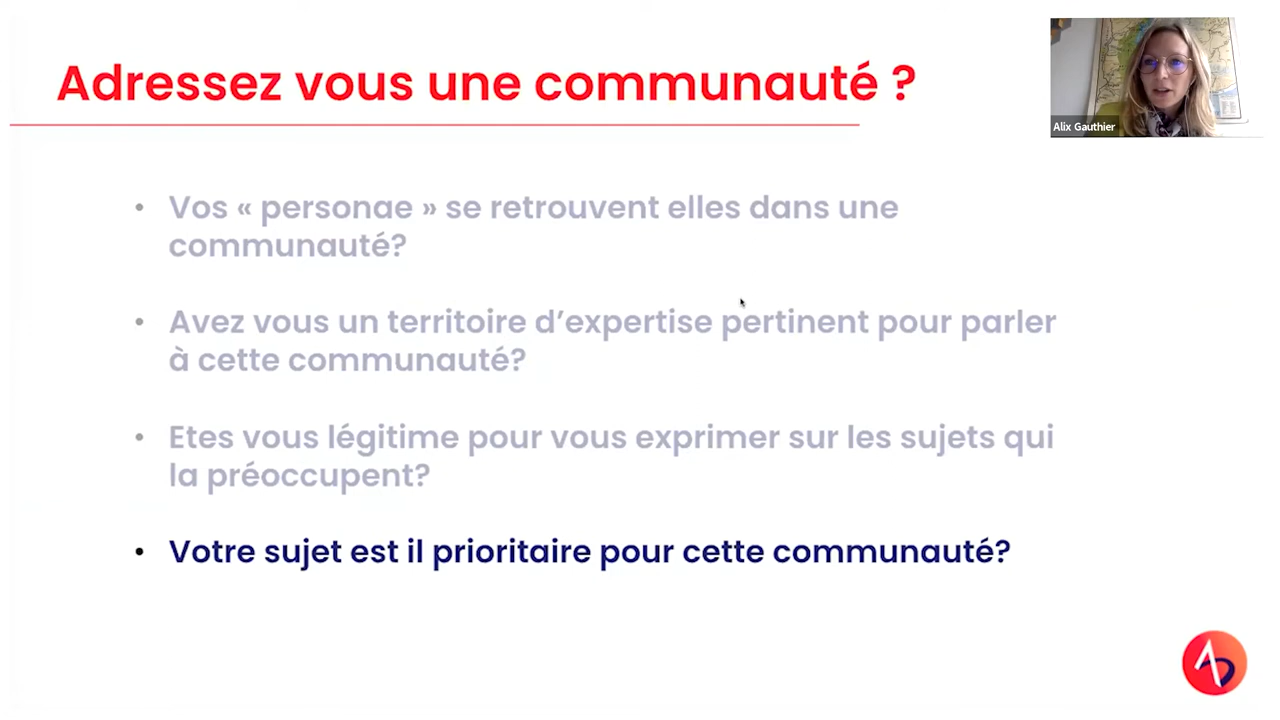 Adressez vous une communauté ?
Alix Gauthier
• Vos « personae » se retrouvent elles dans une
communauté?
• Avez vous un territoire d’expertise pertinent pour parler
à cette communauté?
• Etes vous légitime pour vous exprimer sur les sujets qui
la préoccupent?
• Votre sujet est il prioritaire pour cette communauté?